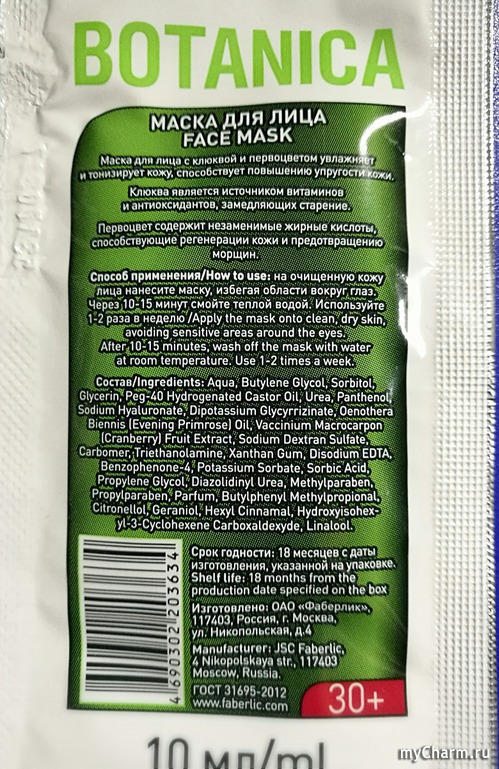 BOTANICA
МАСКА ДЛЯ ЛИЦА
FACE MASK
Маска для лица с клюквой и первоцветом увлажняет
и тонизирует кожу, способствует повышению упругости кожи.
Клюква является источником витаминов
и антиоксидантов, замедляющих старение.
Первоцвет содержит незаменимые жирные кислоты,
способствующие регенерации кожи и предотвращению
морщин.
Способ применения/How to use: на очищенную кожу
лица нанесите маску, избегая области вокруг глаз.
Через 10-15 минут смойте теплой водой. Используйте
1-2 раза в неделю /Apply the mask onto clean, dry skin,
avoiding sensitive areas around the eyes.
After 10-15 minutes, wash off the mask with water
at room temperature. Use 1-2 times a week.
Состав/Ingredients: Aqua, Butylene Glycol, Sorbitol,
Glycerin, Peg-40 Hydrogenated Castor Oil, Urea, Panthenol,
Sodium Hyaluronate, Dipotassium Glycyrrizinate, Oenothera
Biennis (Evening Primrose) Oil, Vaccinium Macrocarpon
(Cranberry) Fruit Extract, Sodium Dextran Sulfate,
Carbomer, Triethanolamine, Xanthan Gum, Disodium EDTA,
Benzophenone-4, Potassium Sorbate, Sorbic Acid,
Propylene Glycol, Diazolidinyl Urea, Methylparaben,
Propylparaben, Parfum, Butylphenyl Methylpropional,
Citronellol, Geraniol, Hexyl Cinnamal, Hydroxyisohex-
yl-3-Cyclohexene Carboxaldexyde, Linalool.
4 690302 203634
Срок годности: 18 месяцев с даты
изготовления, указанной на упаковке.
Shelf life: 18 months from the
production date specified on the box
Изготовлено: ОАО «Фаберлик»,
117403, Россия, г. Москва,
ул. Никопольская, д.4
Manufacturer: JSC Faberlic,
4 Nikopolskaya str., 117403
Moscow, Russia.
ГОСТ 31695-2012
www.faberlic.com
30+
10 мл/ml
myCharm.ru